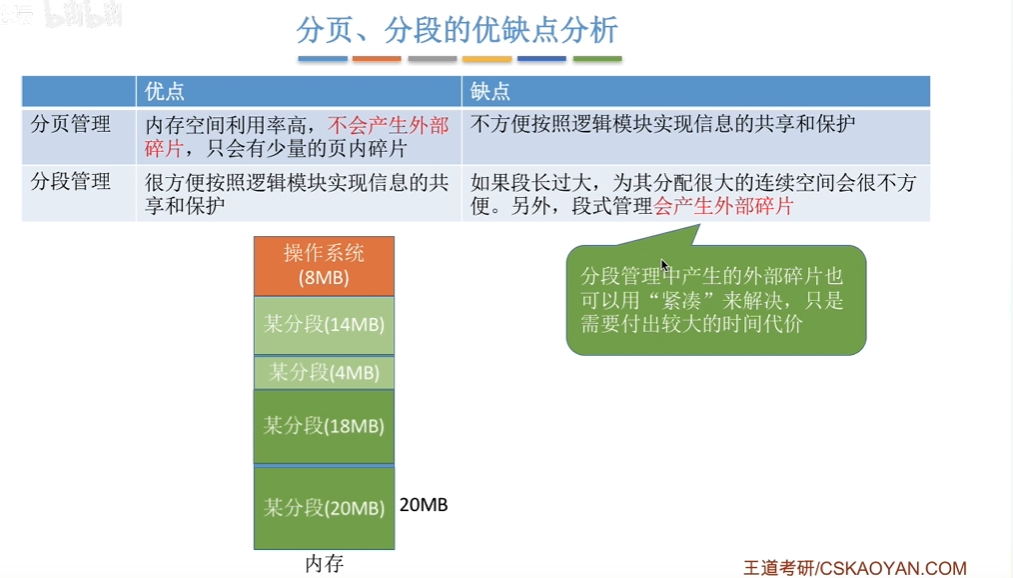 bilibili
分页、分段的优缺点分析
优点
缺点
分页管理
内存空间利用率高，不会产生外部
碎片，只会有少量的页内碎片
不方便按照逻辑模块实现信息的共享和保护
分段管理
很方便按照逻辑模块实现信息的共
享和保护
如果段长过大，为其分配很大的连续空间会很不方
便。另外，段式管理会产生外部碎片
操作系统
(8MB)
某分段(14MB)
某分段(4MB)
某分段(18MB)
某分段(20MB)
20MB
内存
分段管理中产生的外部碎片也
可以用“紧凑”来解决，只是
需要付出较大的时间代价
王道考研/CSKAOYAN.COM